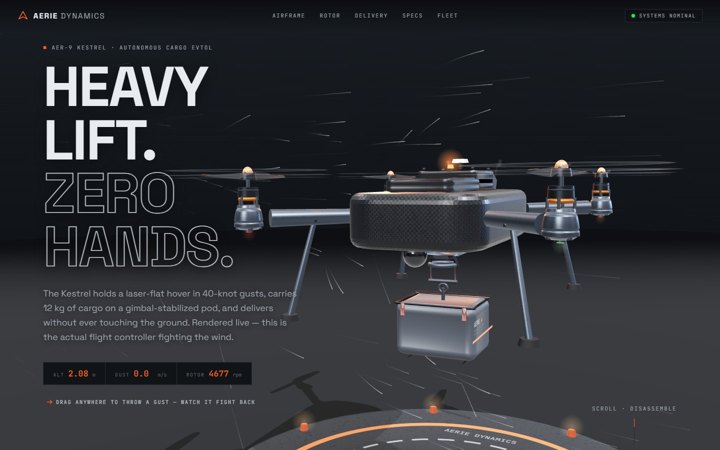 AERIE DYNAMICS
AIRFRAME ROTOR DELIVERY SPECS FLEET
SYSTEMS NOMINAL
AER-9 KESTREL · AUTONOMOUS CARGO EVTOL
HEAVY
LIFT.
ZERO
HANDS.
The Kestrel holds a laser-flat hover in 40-knot gusts, carries
12 kg of cargo on a gimbal-stabilized pod, and delivers
without ever touching the ground. Rendered live — this is
the actual flight controller fighting the wind.
ALT 2.08 m GUST 0.0 m/s MOTOR 4677 rpm
→ DRAG ANYWHERE TO THROW A GUST — WATCH IT FIGHT BACK
SCROLL · DISASSEMBLE
AERIE DYNAMICS